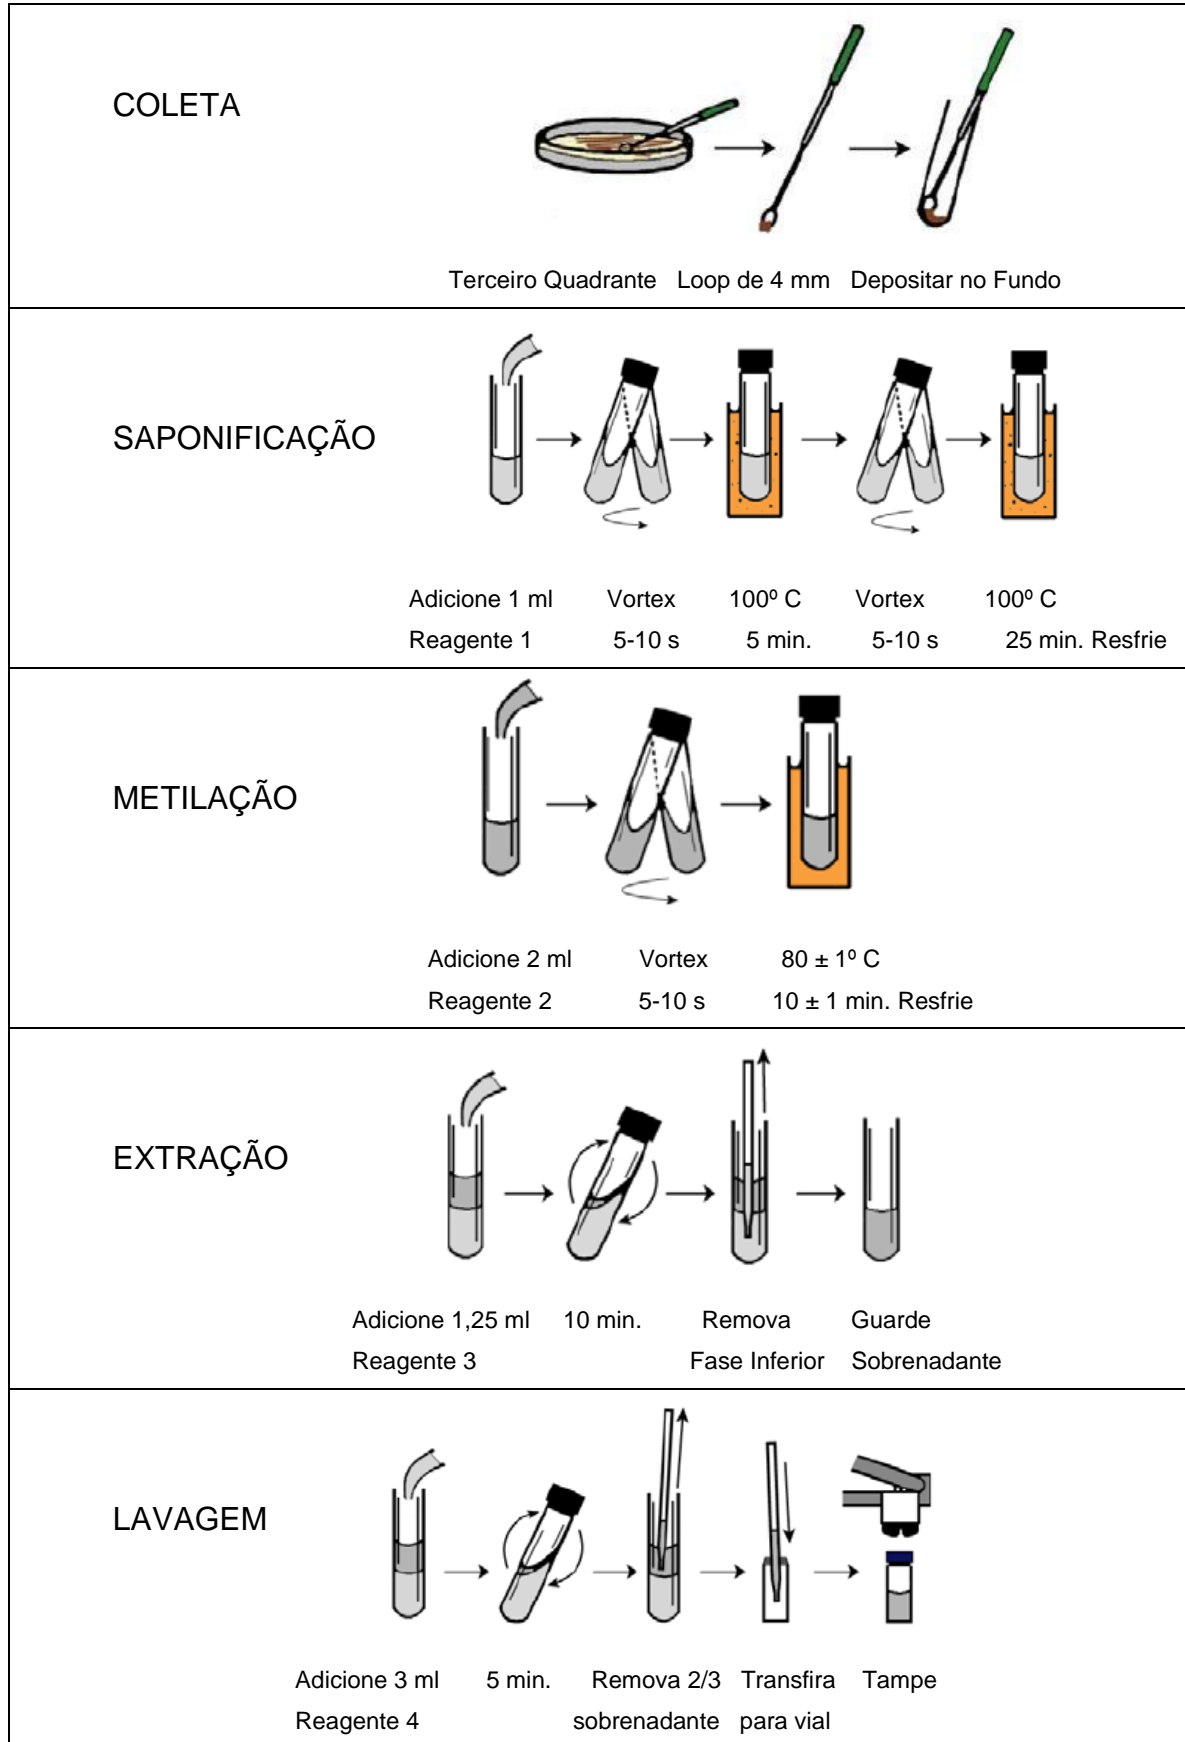 COLETA
Terceiro Quadrante Loop de 4 mm Depositar no Fundo
SAPONIFICAÇÃO
Adicione 1 ml Vortex 100º C Vortex 100º C
Reagente 1 5-10 s 5 min. 5-10 s 25 min. Resfrie
METILAÇÃO
Adicione 2 ml Vortex 80 ± 1º C
Reagente 2 5-10 s 10 ± 1 min. Resfrie
EXTRAÇÃO
Adicione 1,25 ml 10 min. Remova Guarde
Reagente 3 Fase Inferior Sobrenadante
LAVAGEM
Adicione 3 ml 5 min. Remova 2/3 Transfira Tampe
Reagente 4 sobrenadante para vial